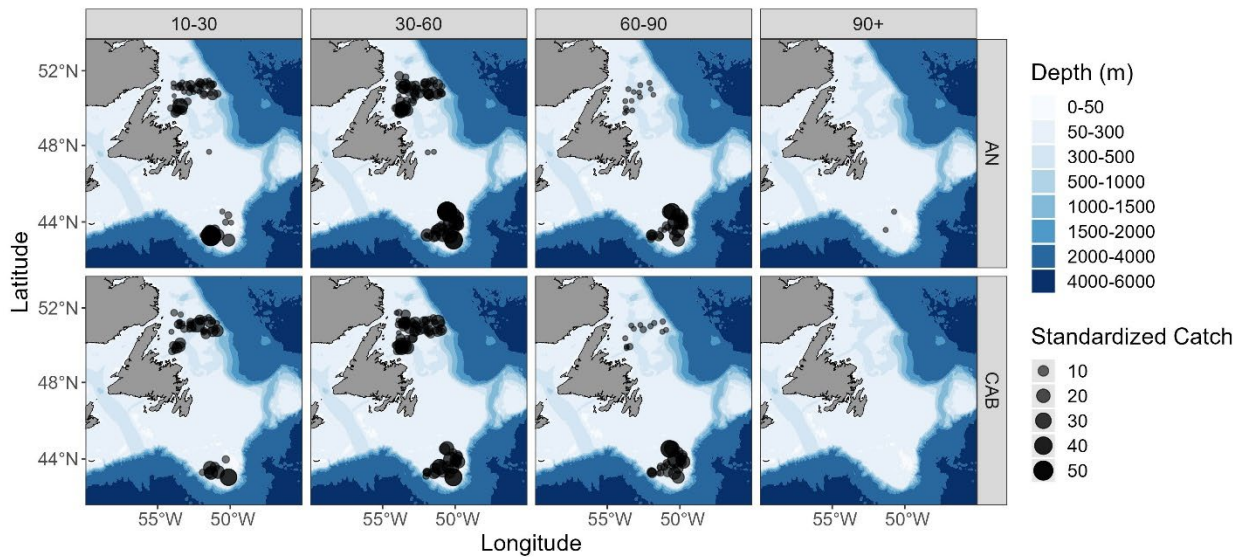 10-30 30-60 60-90 90+
52°N
48°N
44°N
AN
52°N
48°N
44°N
CAB
55°W 50°W 55°W 50°W 55°W 50°W 55°W 50°W
Latitude
Longitude
Depth (m)
0-50
50-300
300-500
500-1000
1000-1500
1500-2000
2000-4000
4000-6000
Standardized Catch
10
20
30
40
50